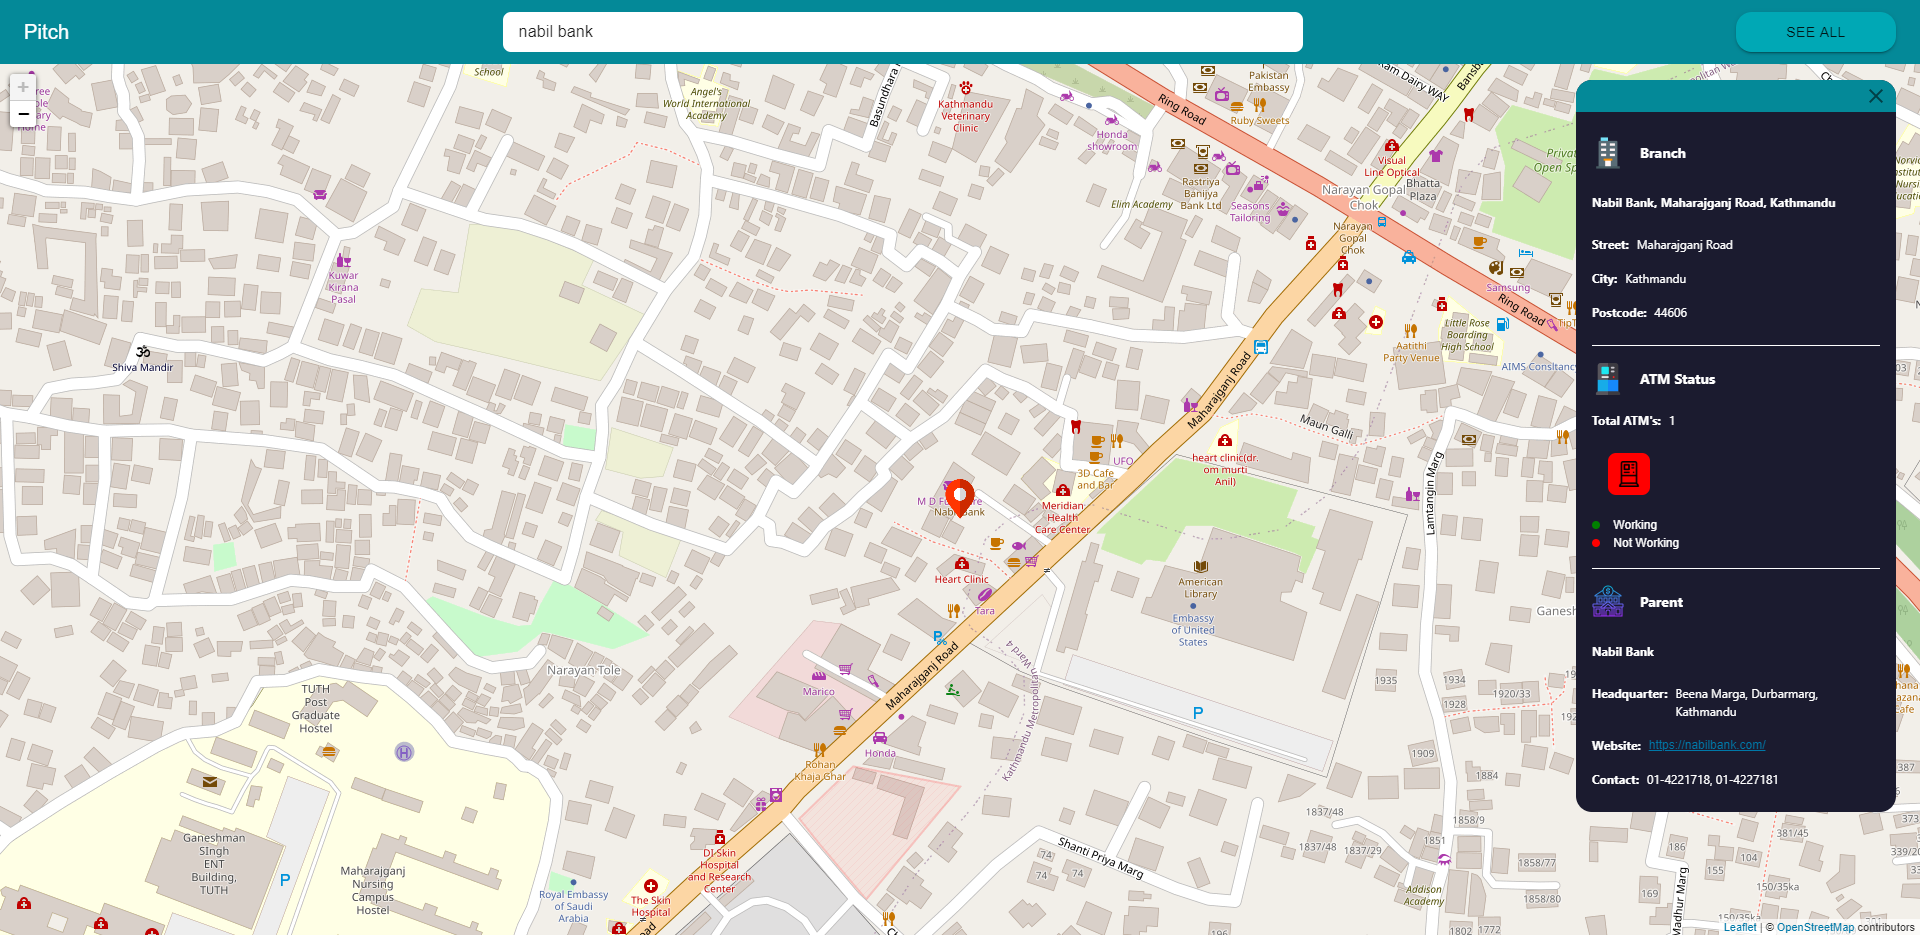 Pitch
nabil bank
SEE ALL
+
−
School
Angel's
World International
Academy
Basundhara
Kathmandu
Veterinary
Clinic
Honda
showroom
Ring Road
Pakistan
Embassy
Ruby Sweets
Ram Dairy WAY
Visual
Line Optical
Bhatta
Plaza
Narayan Gopal
Chok
Rastriya
Banijya
Bank Ltd
Elim Academy
Seasons
Tailoring
Narayan
Gopal
Chok
Samsung
Ring Road
Little Rose
Boarding
High School
Aatithi
Party Venue
AIMS Consltancy
Kuwar
Kirana
Pasal
ॐ
Shiva Mandir
Maharajganj Road
Maun Galli
heart clinic(dr.
om murti
Anil)
Lamtangin Marg
UFO
3D Cafe
and Bar
Meridian
Health
Care Center
Nabil Bank
Heart Clinic
Tara
American
Library
Embassy
of United
States
Maharajganj Road
Kathmandu Metropolitan Ward 4
Narayan Tole
Marico
Honda
Rohan
Khaja Ghar
TUTH
Post
Graduate
Hostel
H
P
P
P
Ganeshman
SIngh
ENT
Building,
TUTH
Maharajganj
Nursing
Campus
Hostel
DI Skin
Hospital
and Research
Center
The Skin
Hospital
Royal Embassy
of Saudi
Arabia
Shanti Priya Marg
74
74
74
1935
1934
1928
1920/33
1909
1884
1837/48
1837/48
1837/29
1858/9
1851
1858/77
1858/80
1802
1772
Addison
Academy
381/45
186
104
155
169
150/35ka
Madhur Marg
387
373
Branch
Nabil Bank, Maharajganj Road, Kathmandu
Street: Maharajganj Road
City: Kathmandu
Postcode: 44606
ATM Status
Total ATM's: 1
Working
Not Working
Parent
Nabil Bank
Headquarter: Beena Marga, Durbarmarg,
Kathmandu
Website: https://nabilbank.com/
Contact: 01-4221718, 01-4227181
Leaflet | © OpenStreetMap contributors